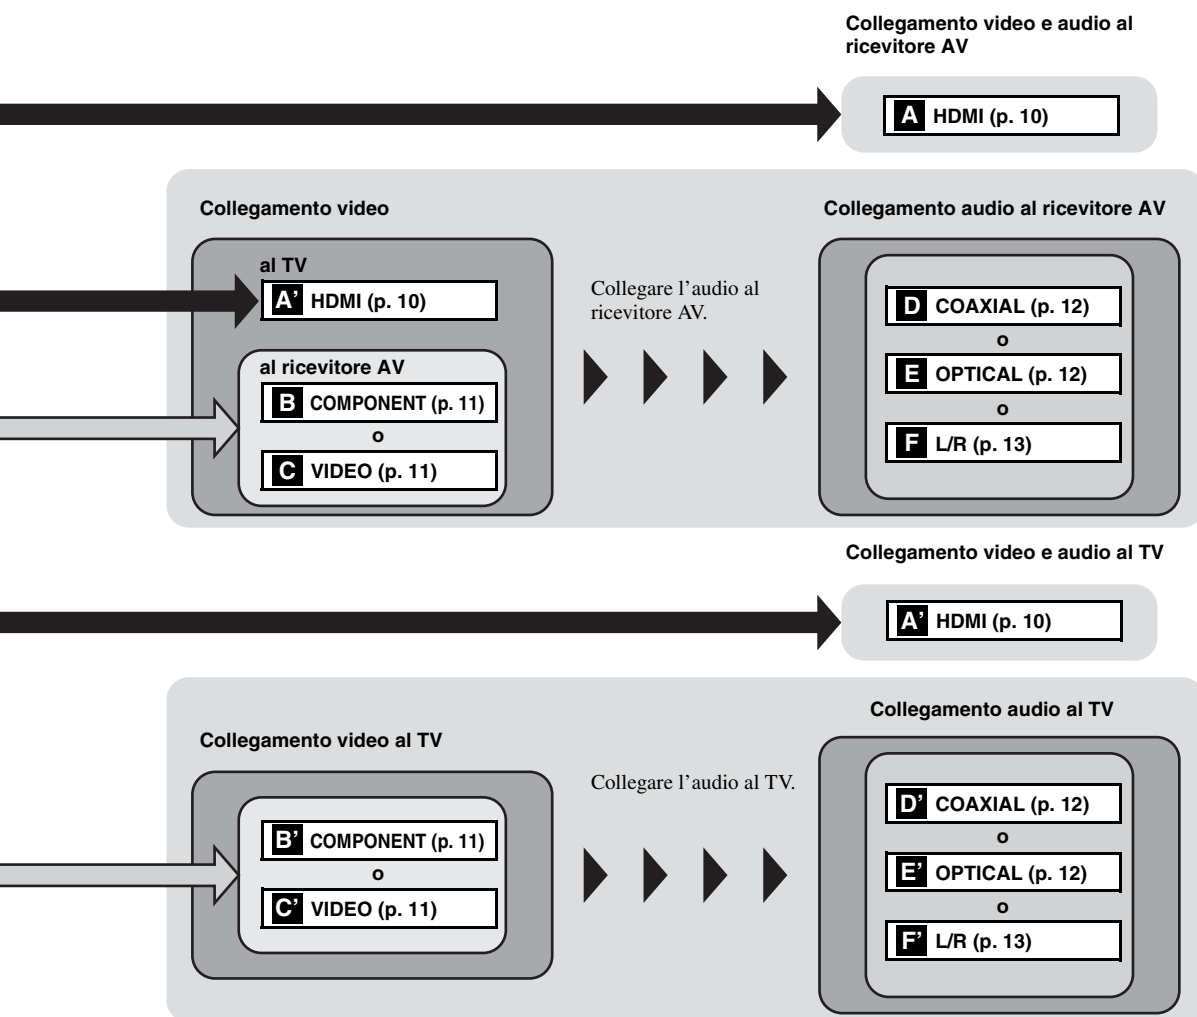 Collegamento video e audio al
ricevitore AV
A HDMI (p. 10)
Collegamento video
al TV
A’ HDMI (p. 10)
al ricevitore AV
B COMPONENT (p. 11)
o
C VIDEO (p. 11)
Collegare l’audio al
ricevitore AV.
Collegamento audio al ricevitore AV
D COAXIAL (p. 12)
o
E OPTICAL (p. 12)
o
F L/R (p. 13)
Collegamento video e audio al TV
A’ HDMI (p. 10)
Collegamento video al TV
B’ COMPONENT (p. 11)
o
C’ VIDEO (p. 11)
Collegare l’audio al TV.
Collegamento audio al TV
D’ COAXIAL (p. 12)
o
E’ OPTICAL (p. 12)
o
F’ L/R (p. 13)